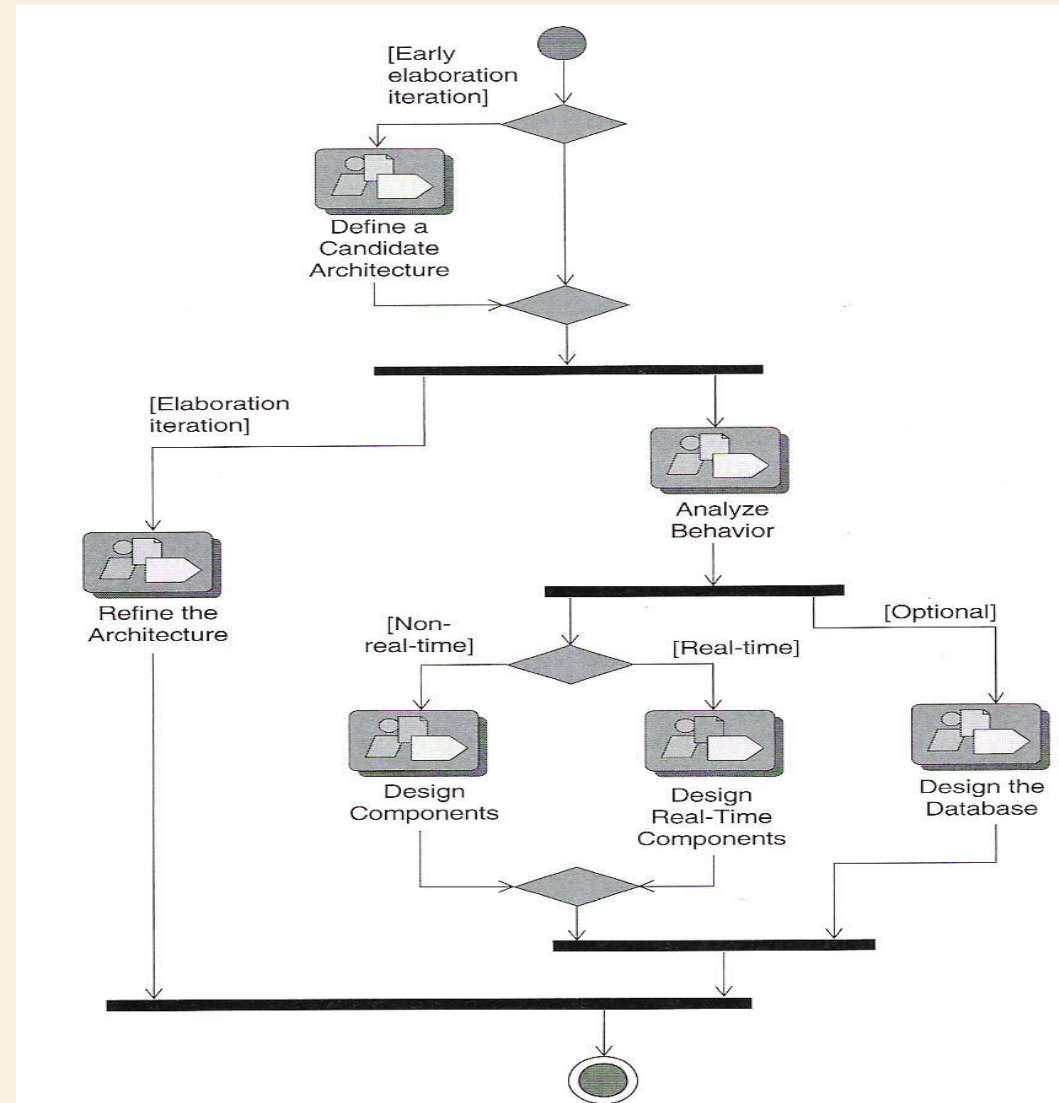 [Early
elaboration
iteration]
Define a
Candidate
Architecture
[Elaboration
iteration]
Analyze
Behavior
Refine the
Architecture
[Non-
real-time]
[Real-time]
[Optional]
Design
Components
Design
Real-Time
Components
Design the
Database